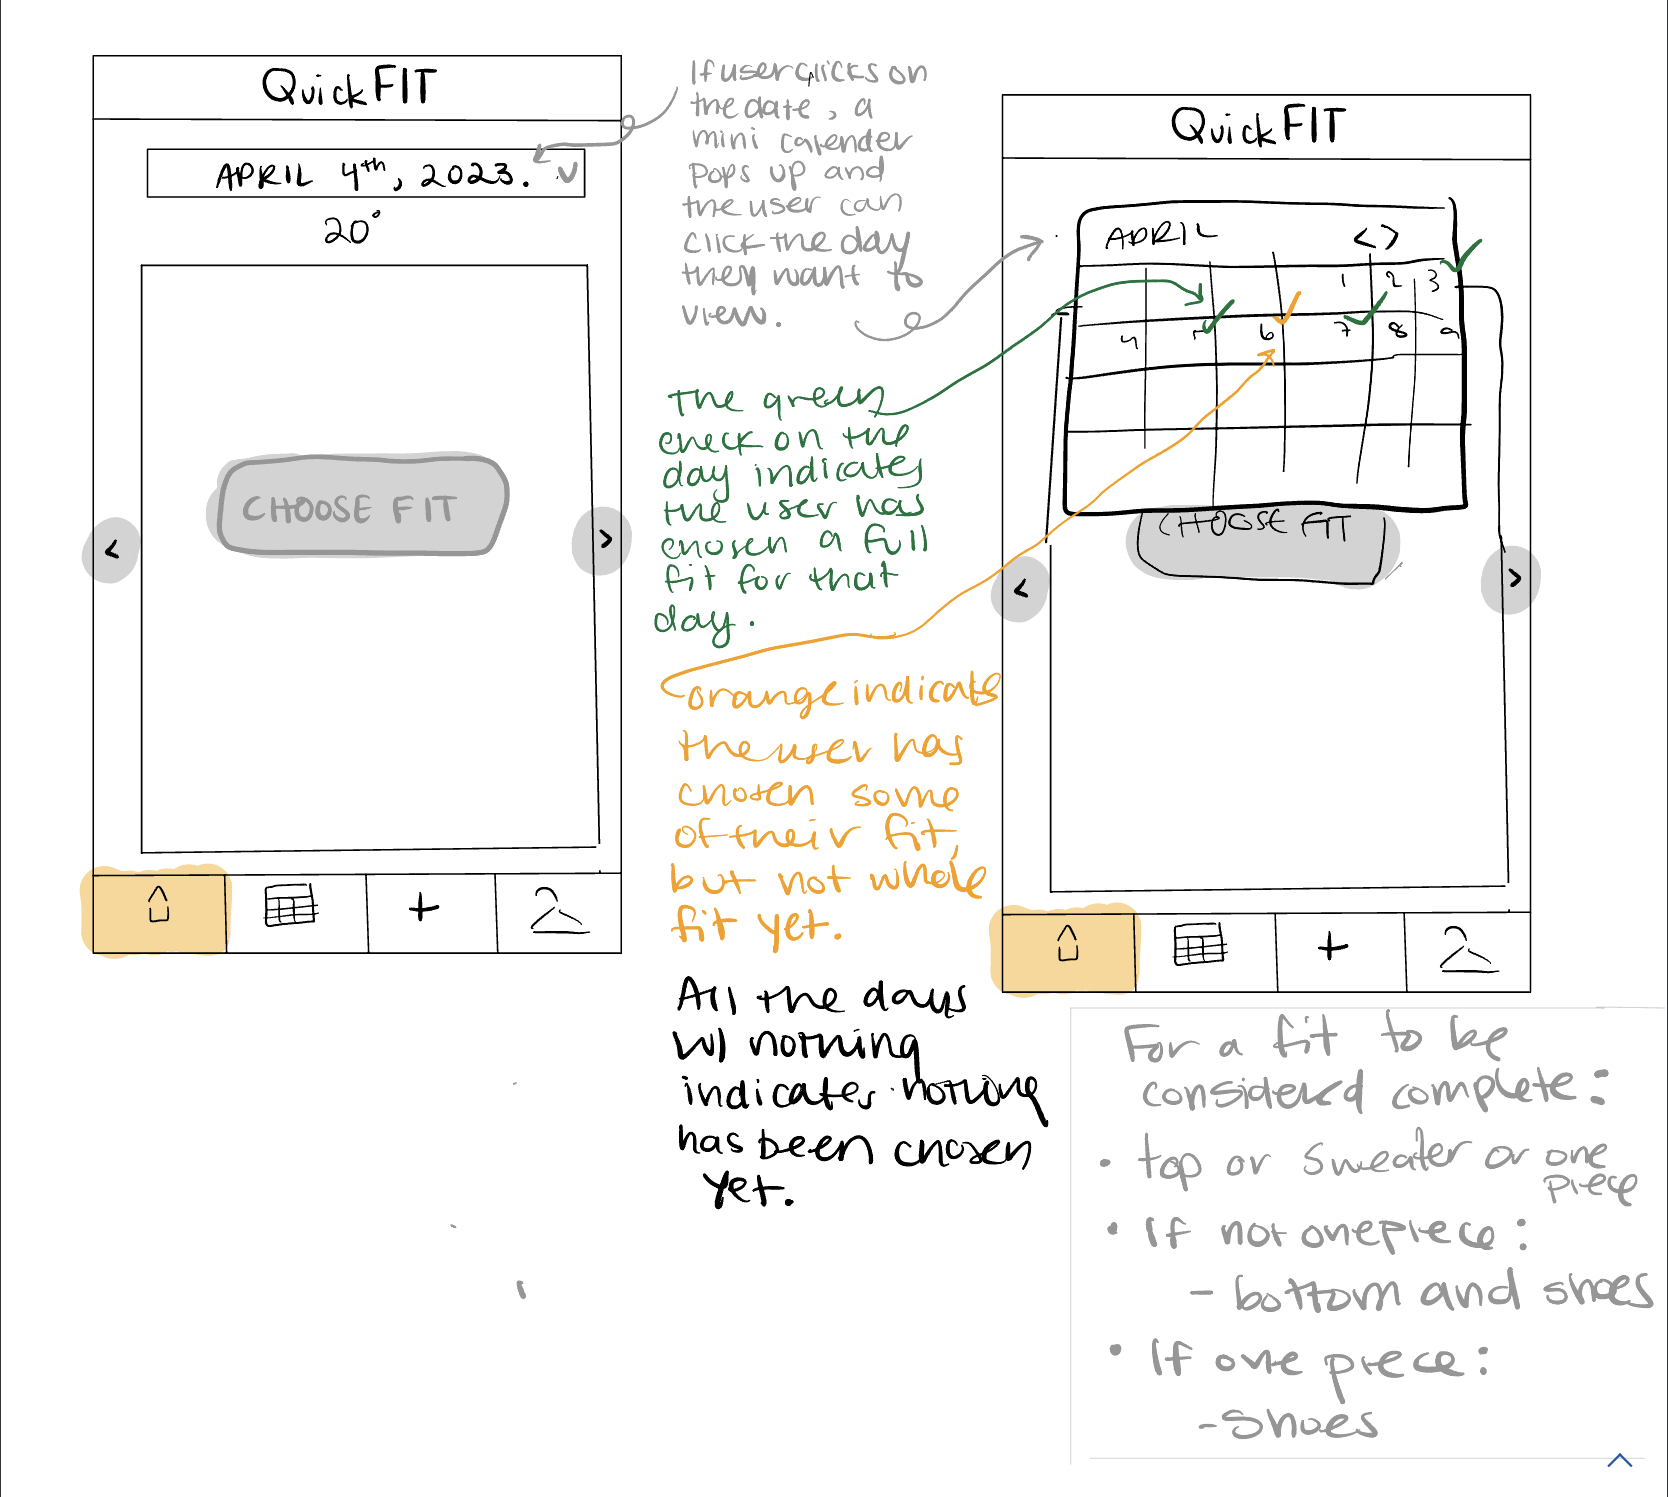 QuickFIT
APRIL 4th, 2023.
20°
CHOOSE FIT
<
>
+
If user clicks on
the date, a
mini calender
pops up and
the user can
click the day
they want to
view.
The green
check on the
day indicates
the user has
chosen a full
fit for that
day.
orange indicates
the user has
chosen some
of their fit,
but not whole
fit yet.
All the days
w/ nothing
indicates nothing
has been chosen
yet.
QuickFIT
APRIL < >
1 2 3
4 5 6 7 8 9
CHOOSE FIT
<
>
+
For a fit to be
considered complete:
• top or sweater or one
piece
• If not onepiece:
- bottom and shoes
• If one piece:
- Shoes